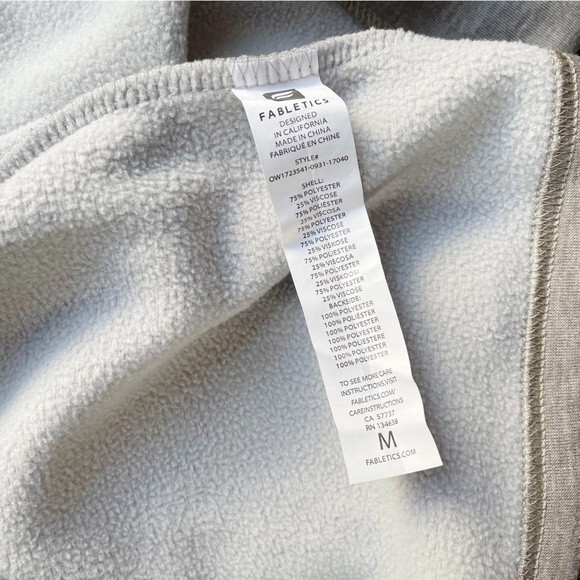 FABLETICS
DESIGNED
IN CALIFORNIA
MADE IN CHINA
FABRIQUÉ EN CHINE
STYLE#
OW1723541-0931-17040
SHELL:
75% POLYESTER
25% VISCOSE
75% POLIÉSTER
25% VISCOSA
75% POLYESTER
25% VISCOSE
75% POLYESTER
25% VISKOSE
75% POLIESTERE
25% VISCOSA
75% POLYESTER
25% VISKOOSI
75% POLYESTER
25% VISCOSE
BACKSIDE:
100% POLYESTER
100% POLIÉSTER
100% POLYESTER
100% POLYESTER
100% POLIESTERE
100% POLYESTER
100% POLYESTER
TO SEE MORE CARE
INSTRUCTIONS,VISIT
FABLETICS.COM/
CAREINSTRUCTIONS
CA 57737
RN 134638
M
FABLETICS.COM